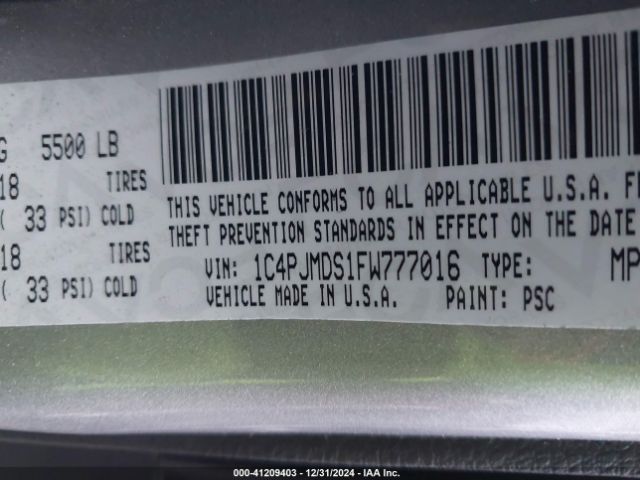 G 5500 LB
18 TIRES
( 33 PSI) COLD
18 TIRES
( 33 PSI) COLD
THIS VEHICLE CONFORMS TO ALL APPLICABLE U.S.A. F
THEFT PREVENTION STANDARDS IN EFFECT ON THE DATE
VIN: 1C4PJMDS1FW777016 TYPE: MP
VEHICLE MADE IN U.S.A. PAINT: PSC
000-41209403 - 12/31/2024 - IAA Inc.